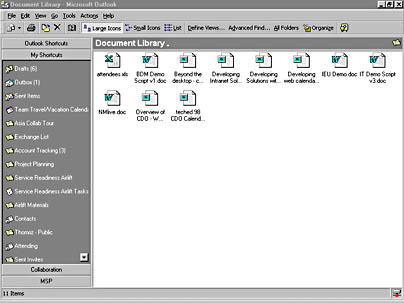 Document Library - Microsoft Outlook
File Edit View Go Tools Actions Help
Large Icons Small Icons List Define Views... Advanced Find... All Folders Organize
Outlook Shortcuts
Document Library .
My Shortcuts
Drafts (6)
Outbox (1)
Sent Items
Team Travel/Vacation Calenda
Asia Collab Tour
Exchange List
Account Tracking (3)
Project Planning
Service Readiness Airlift
Service Readiness Airlift Tasks
Airlift Materials
Contacts
Thomriz - Public
Attending
Sent Invites
Collaboration
MSP
attendees.xls
BDM Demo Script v1.doc
Beyond the desktop - c...
Developing Intranet Sol...
Developing Solutions wit...
Developing web calenda...
IEU Demo.doc
IT Demo Script v3.doc
NMlive.doc
Overview of CDO - W...
teched 98 CDO Calend...
11 Items